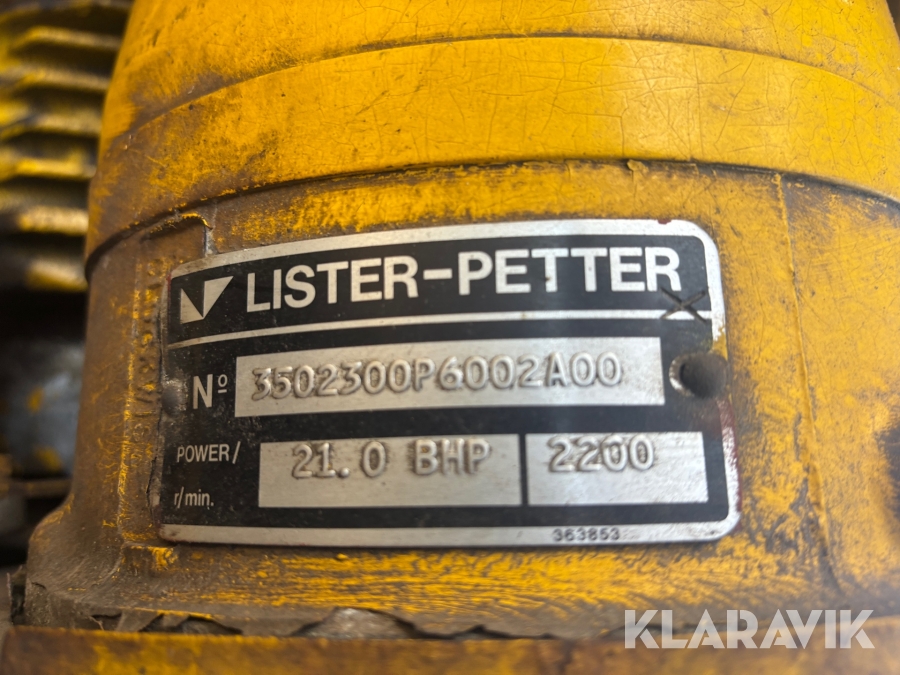 LISTER-PETTER
Nº 3502300P6002A00
POWER/ 21.0 BHP 2200
r/min.
363853
KLARAVIK